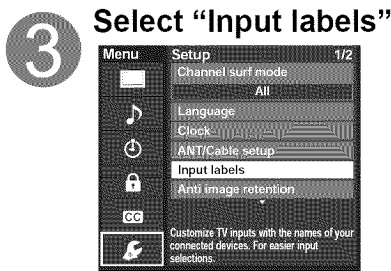 3 Select “Input labels”
Menu
Setup 1/2
Channel surf mode
All
Language
Clock
ANT/Cable setup
Input labels
Anti image retention
CC
Customize TV inputs with the names of your
connected devices. For easier input
selections.